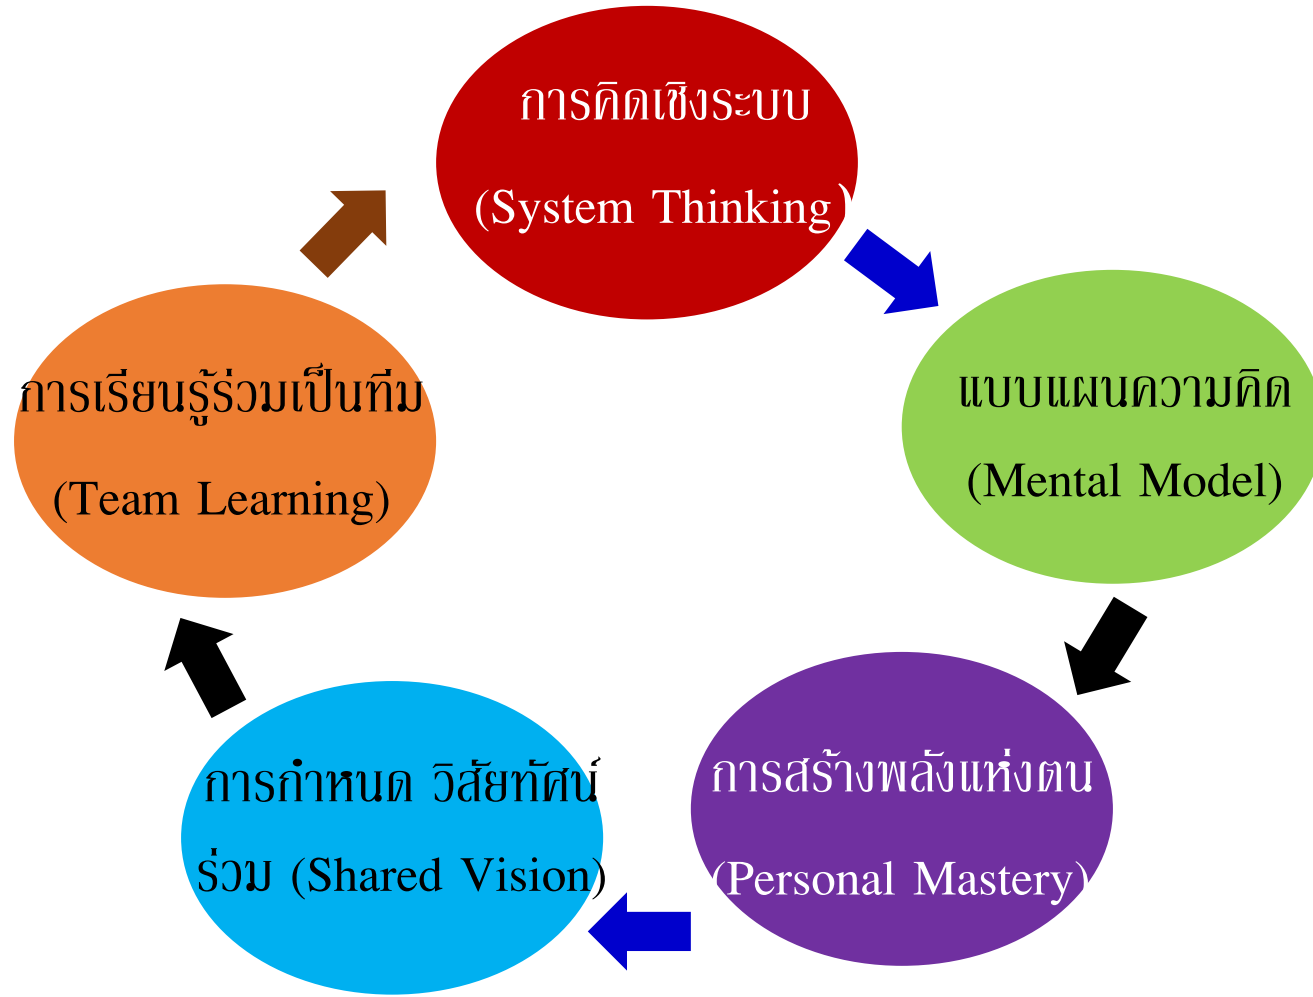 การคิดเชิงระบบ
(System Thinking)
แบบแผนความคิด
(Mental Model)
การสร้างพลังแห่งตน
(Personal Mastery)
การกำหนด วิสัยทัศน์
ร่วม (Shared Vision)
การเรียนรู้ร่วมเป็นทีม
(Team Learning)